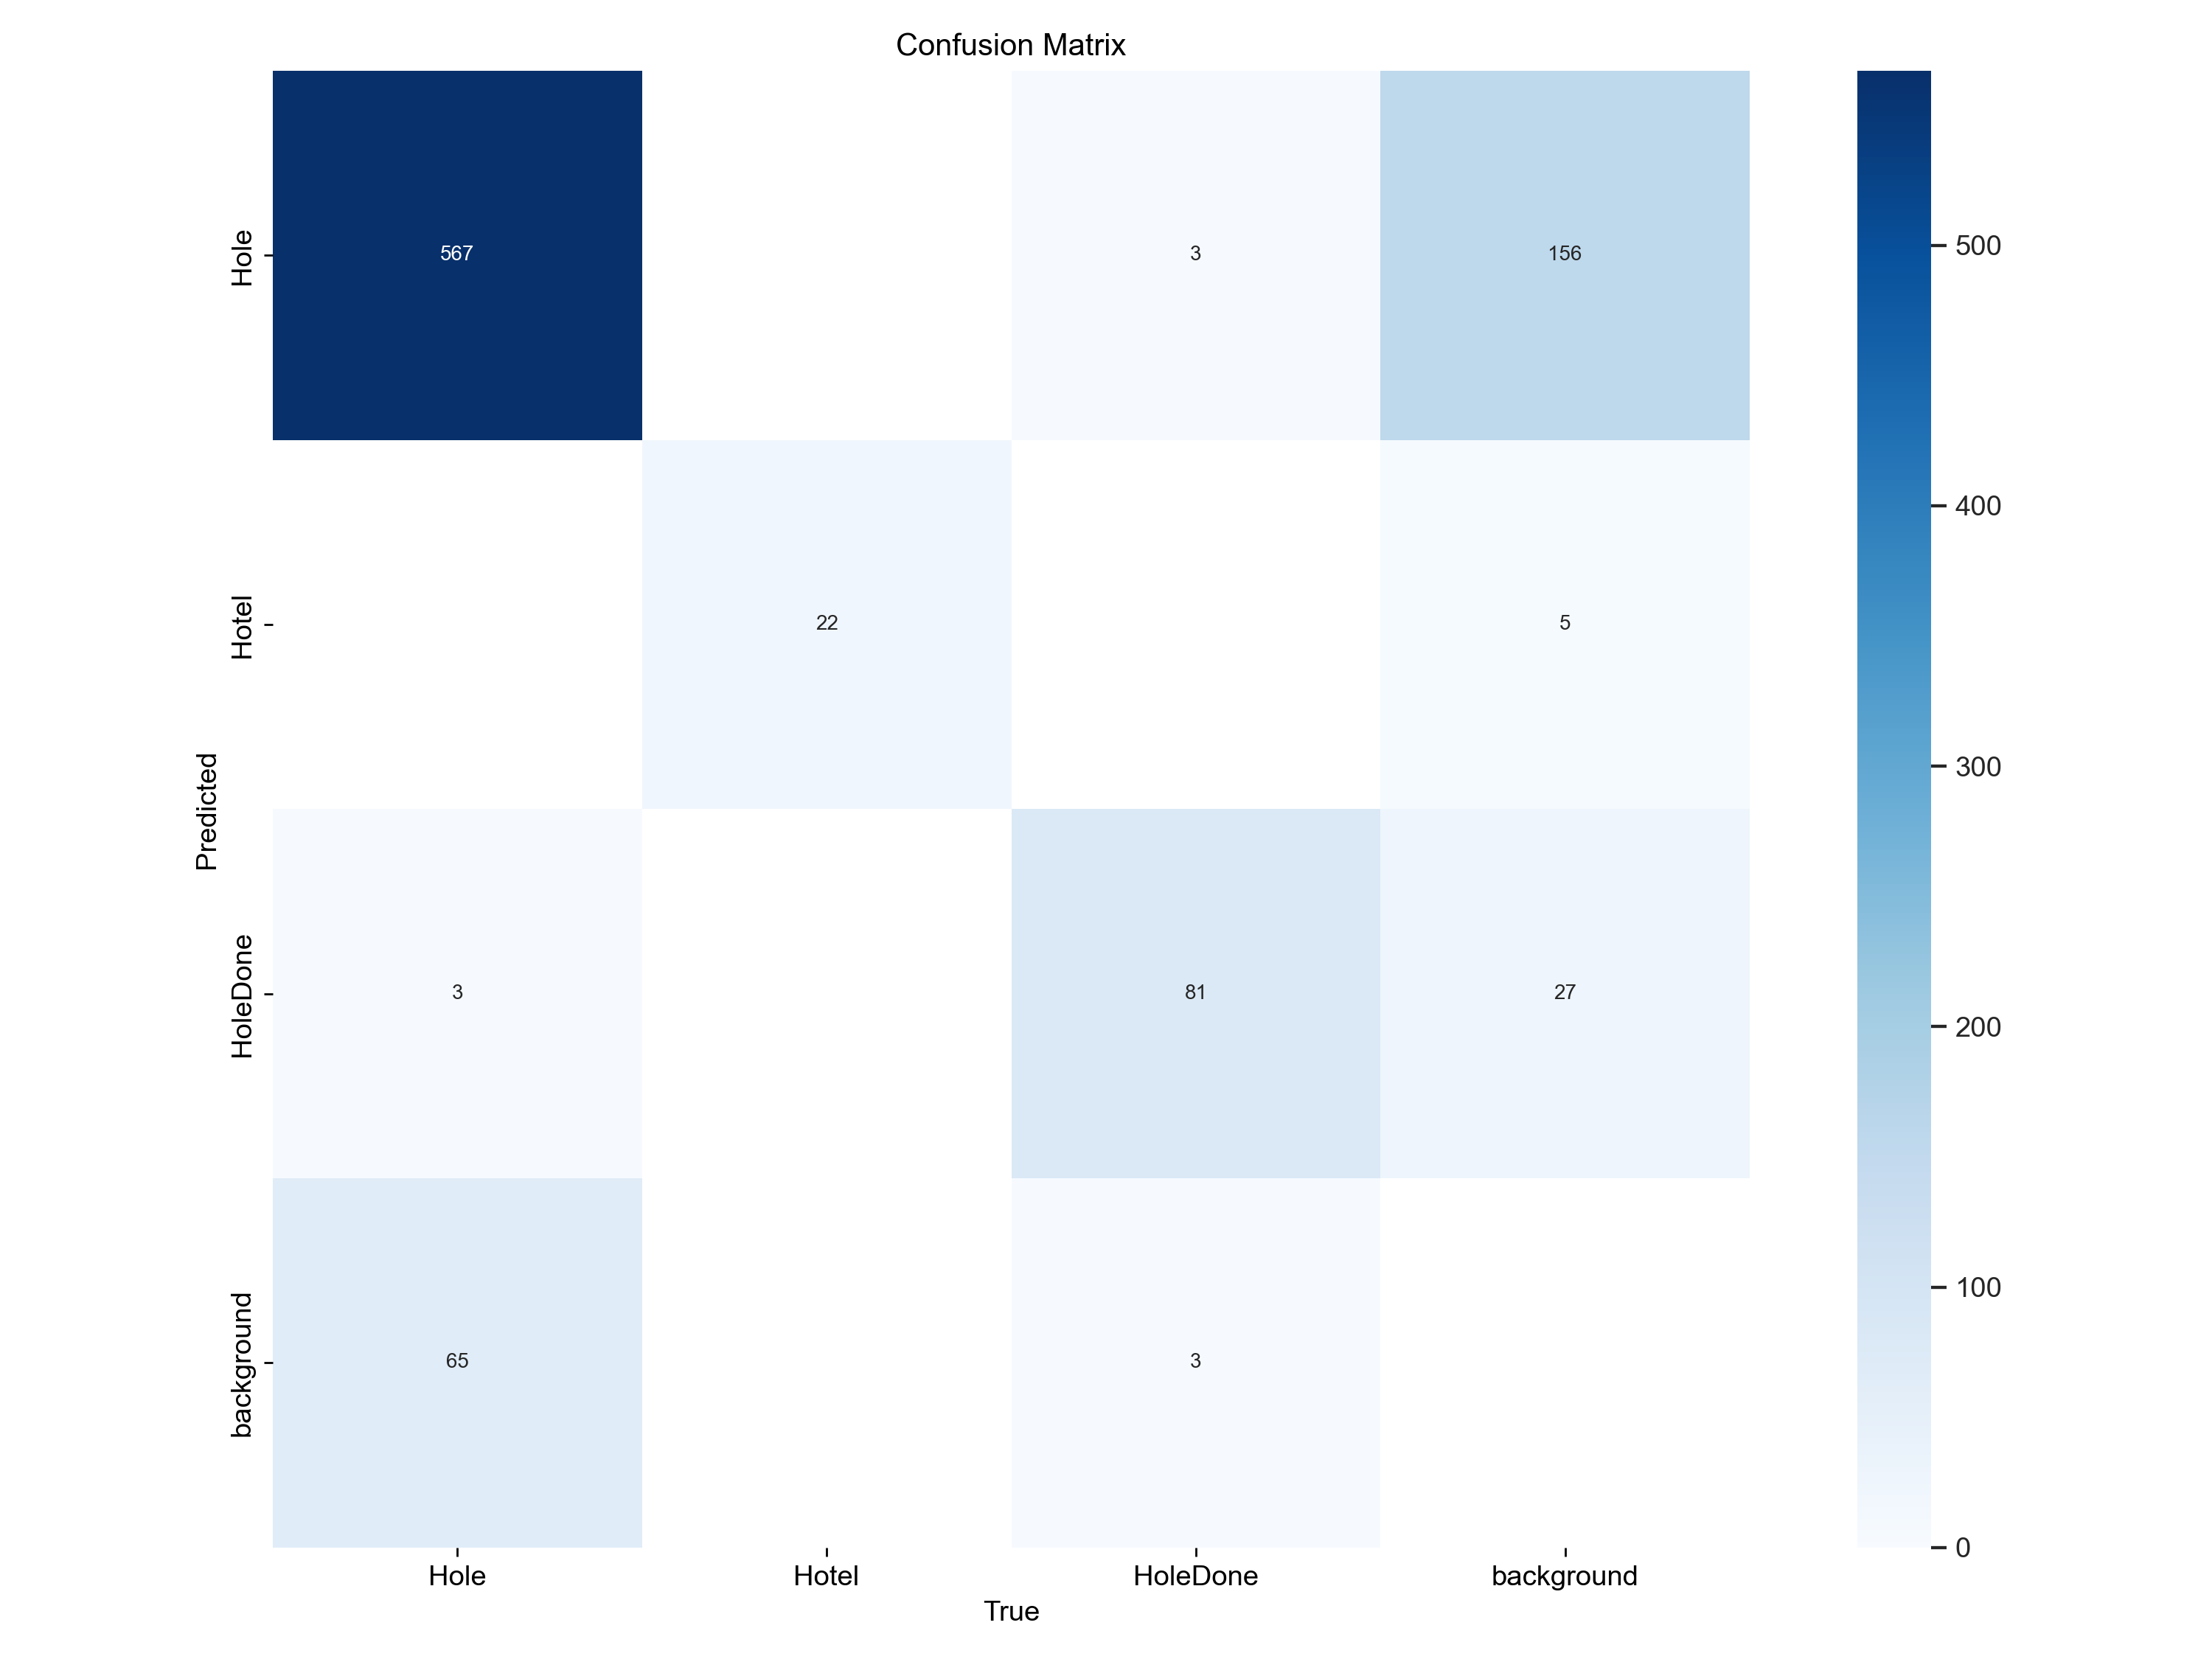 Confusion Matrix
Hole
567
3
156
Hotel
22
5
HoleDone
3
81
27
background
65
3
Hole
Hotel
HoleDone
background
True
Predicted
500
400
300
200
100
0